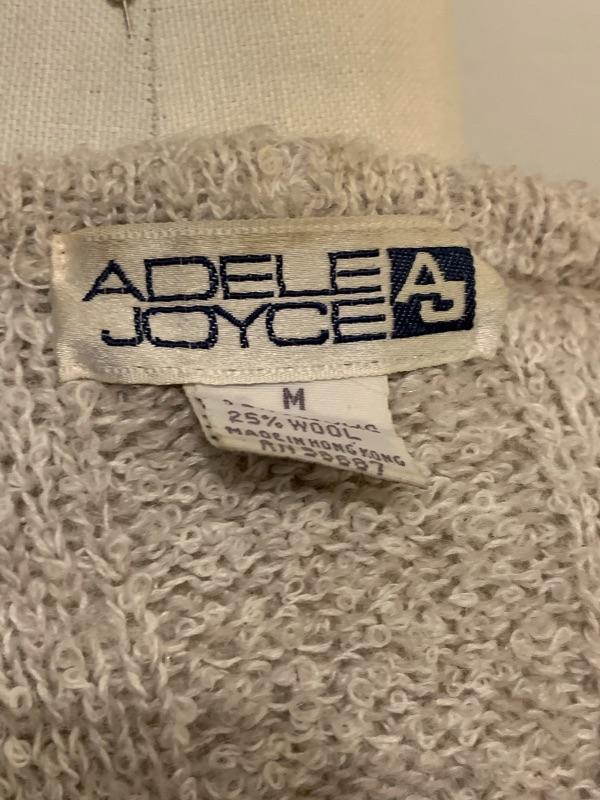 ADELE
JOYCE
AJ
M
25% WOOL
MADE IN HONG KONG